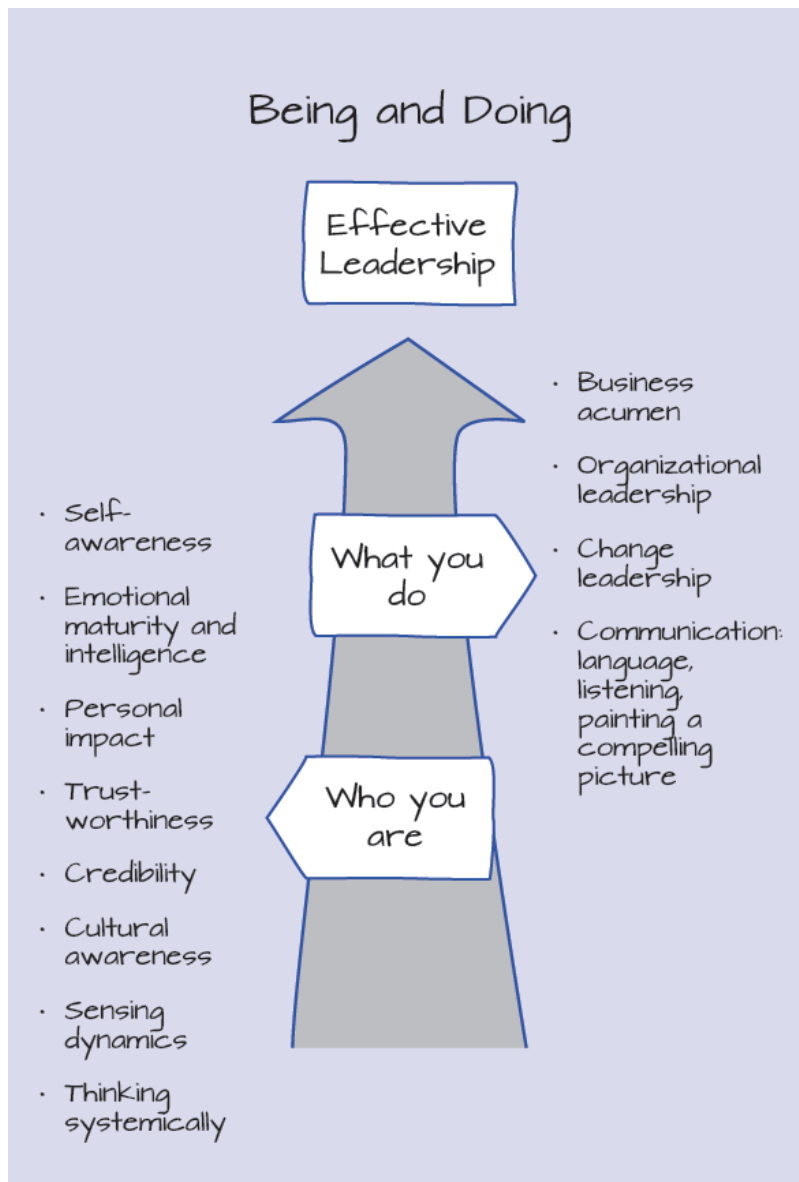 Being and Doing
Effective
Leadership
What you
do
Who you
are
· Self-
awareness
· Emotional
maturity and
intelligence
· Personal
impact
· Trust-
worthiness
· Credibility
· Cultural
awareness
· Sensing
dynamics
· Thinking
systemically
· Business
acumen
· Organizational
leadership
· Change
leadership
· Communication:
language,
listening,
painting a
compelling
picture